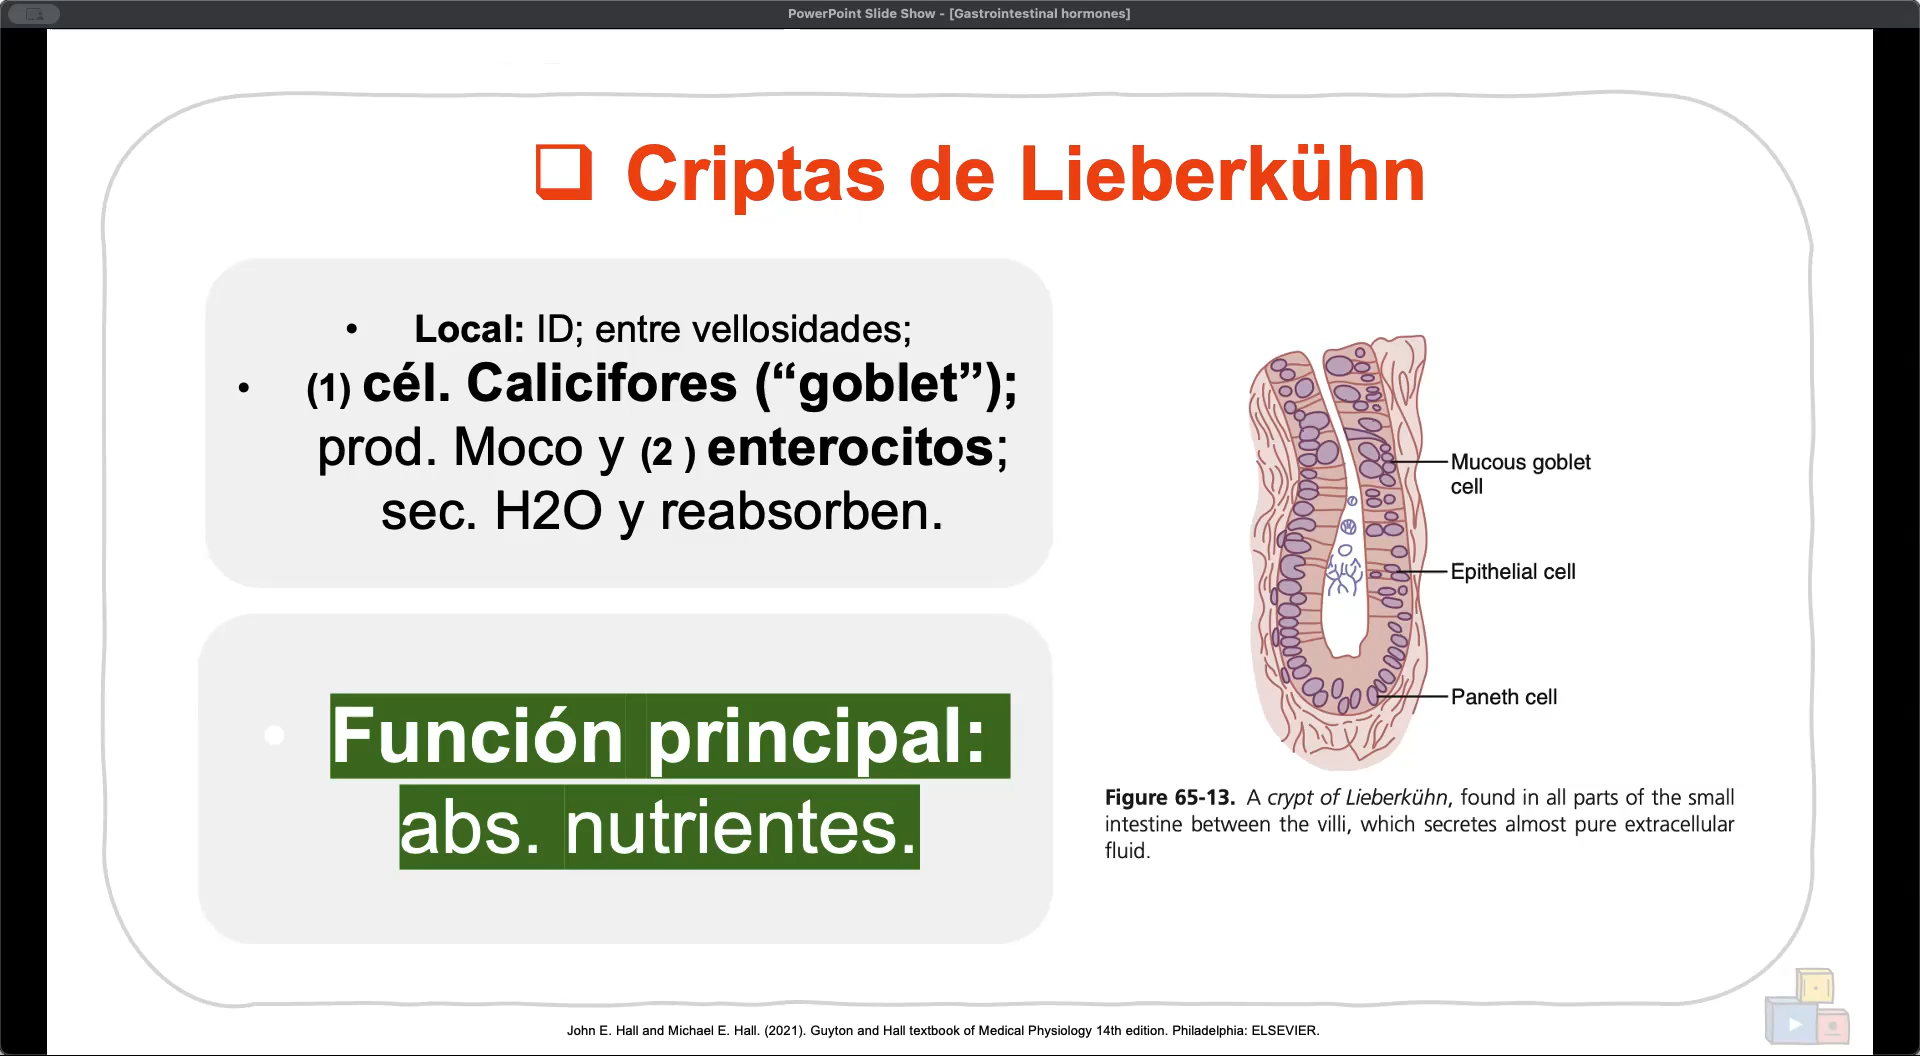 PowerPoint Slide Show - [Gastrointestinal hormones]
❑ Criptas de Lieberkühn
• Local: ID; entre vellosidades;
• (1) cél. Calicifores (“goblet”);
prod. Moco y (2 ) enterocitos;
sec. H2O y reabsorben.
• Función principal:
abs. nutrientes.
Mucous goblet
cell
Epithelial cell
Paneth cell
Figure 65-13. A crypt of Lieberkühn, found in all parts of the small
intestine between the villi, which secretes almost pure extracellular
fluid.
John E. Hall and Michael E. Hall. (2021). Guyton and Hall textbook of Medical Physiology 14th edition. Philadelphia: ELSEVIER.